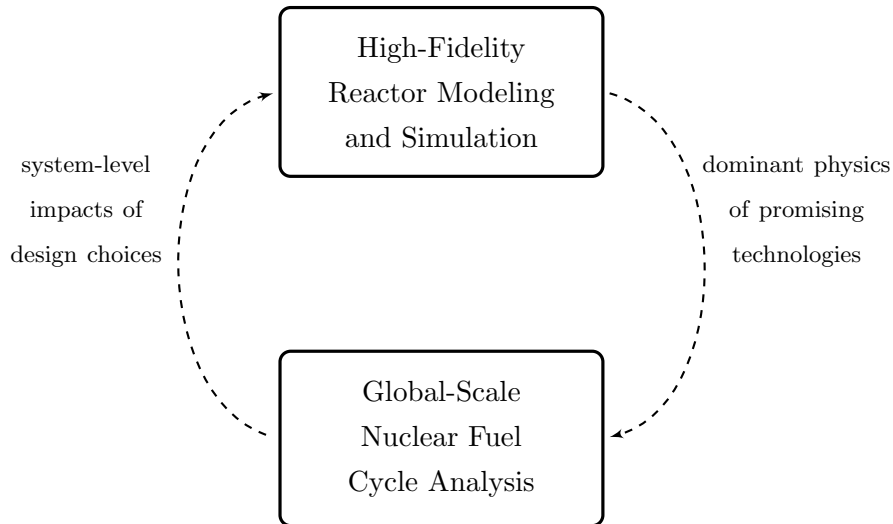 High-Fidelity
Reactor Modeling
and Simulation
system-level
impacts of
design choices
dominant physics
of promising
technologies
Global-Scale
Nuclear Fuel
Cycle Analysis